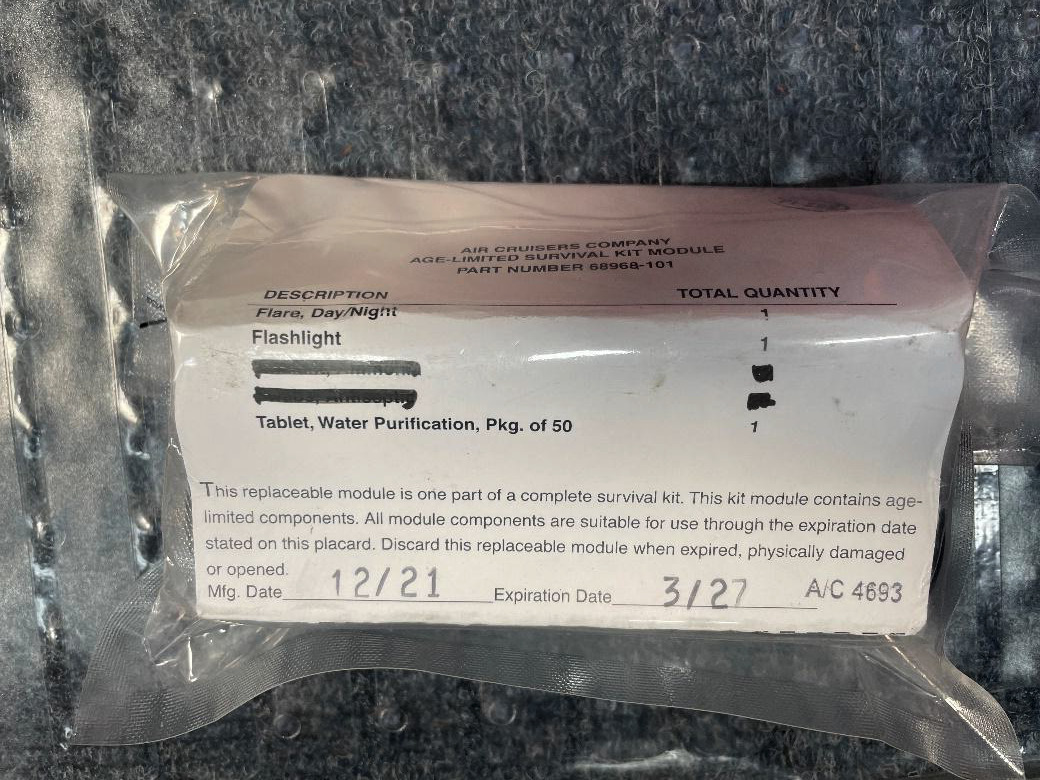 AIR CRUISERS COMPANY
AGE-LIMITED SURVIVAL KIT MODULE
PART NUMBER 68968-101
DESCRIPTION TOTAL QUANTITY
Flare, Day/Night 1
Flashlight 1
Tablet, Water Purification, Pkg. of 50 1
This replaceable module is one part of a complete survival kit. This kit module contains age-
limited components. All module components are suitable for use through the expiration date
stated on this placard. Discard this replaceable module when expired, physically damaged
or opened.
Mfg. Date 12/21 Expiration Date 3/27 A/C 4693